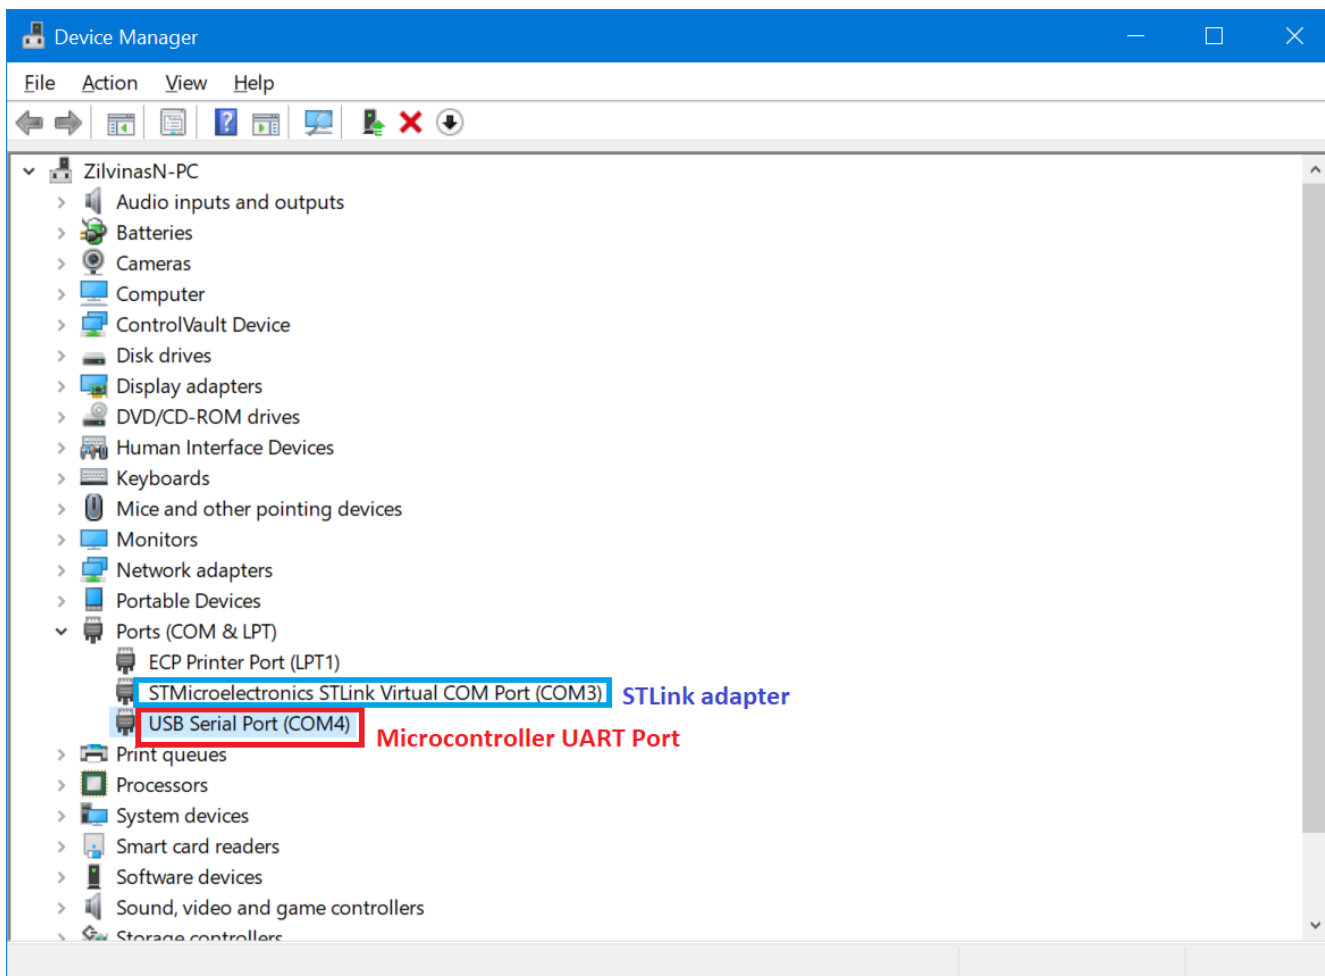 Device Manager
File Action View Help
ZilvinasN-PC
Audio inputs and outputs
Batteries
Cameras
Computer
ControlVault Device
Disk drives
Display adapters
DVD/CD-ROM drives
Human Interface Devices
Keyboards
Mice and other pointing devices
Monitors
Network adapters
Portable Devices
Ports (COM & LPT)
ECP Printer Port (LPT1)
STMicroelectronics STLink Virtual COM Port (COM3) STLink adapter
USB Serial Port (COM4) Microcontroller UART Port
Print queues
Processors
System devices
Smart card readers
Software devices
Sound, video and game controllers
Storage controllers